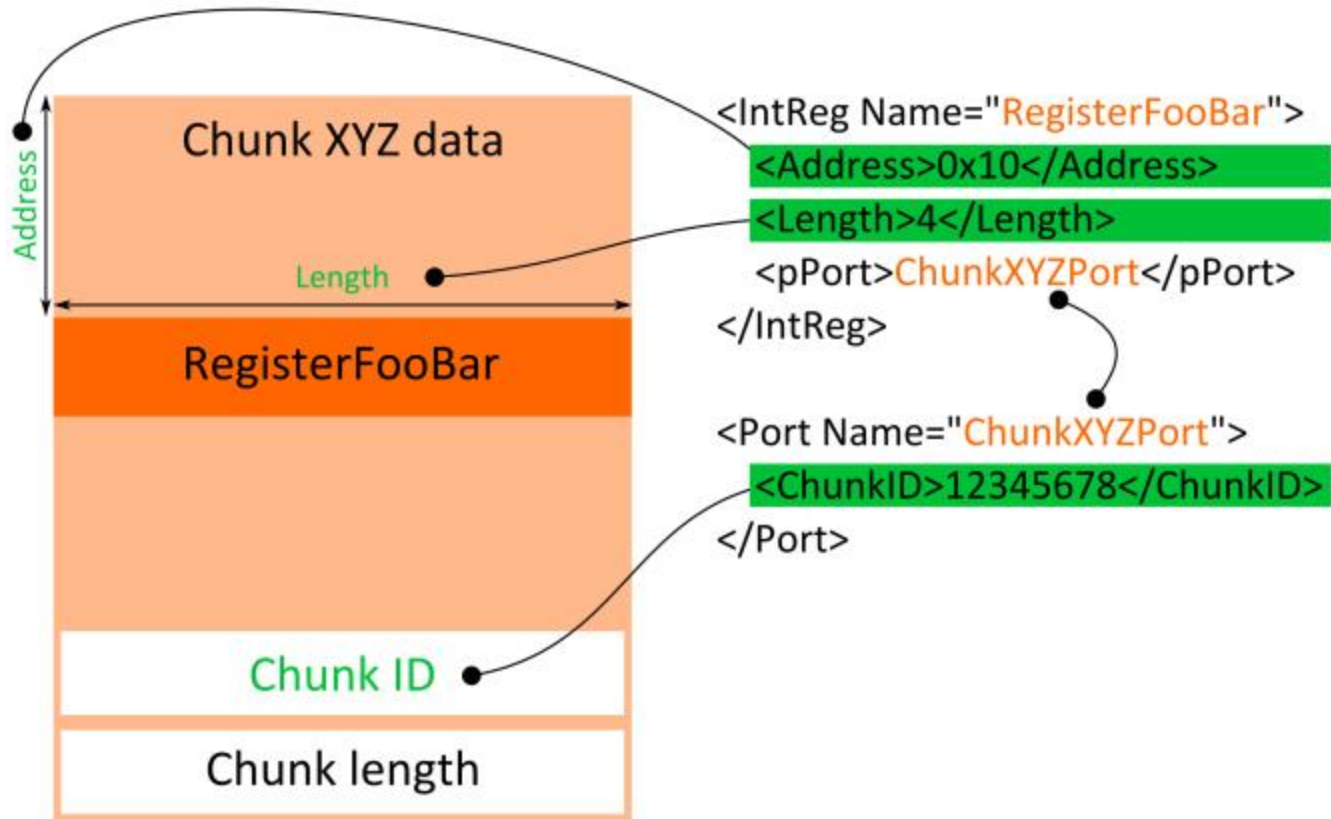 Chunk XYZ data
Address
Length
RegisterFooBar
Chunk ID
Chunk length
<IntReg Name="RegisterFooBar">
<Address>0x10</Address>
<Length>4</Length>
<pPort>ChunkXYZPort</pPort>
</IntReg>
<Port Name="ChunkXYZPort">
<ChunkID>12345678</ChunkID>
</Port>